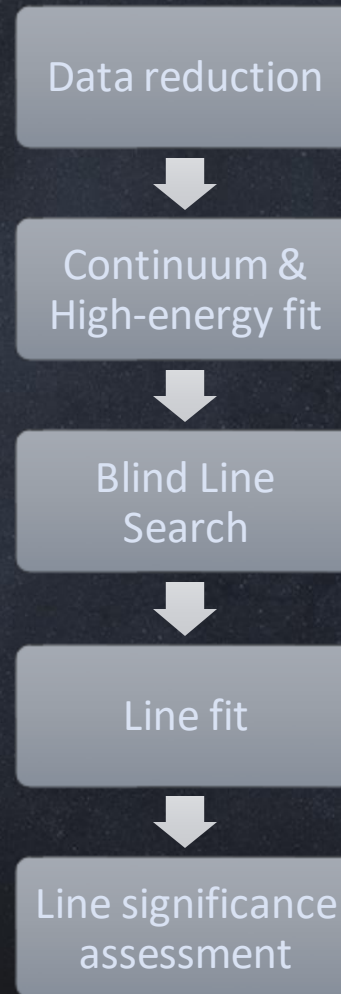 Data reduction
Continuum &
High-energy fit
Blind Line
Search
Line fit
Line significance
assessment